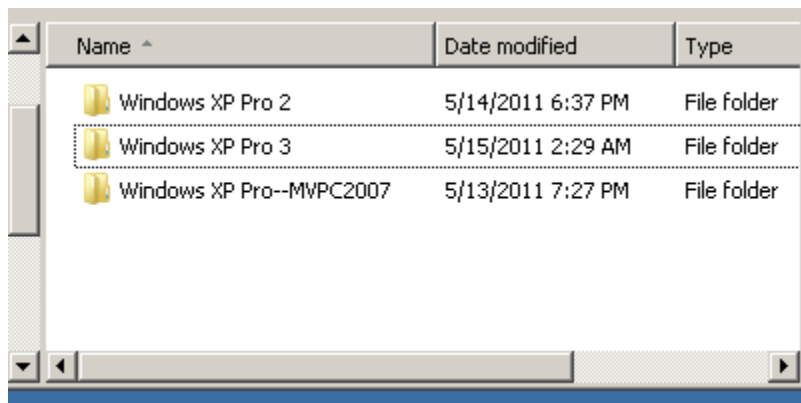 Name Date modified Type
Windows XP Pro 2 5/14/2011 6:37 PM File folder
Windows XP Pro 3 5/15/2011 2:29 AM File folder
Windows XP Pro--MVPC2007 5/13/2011 7:27 PM File folder